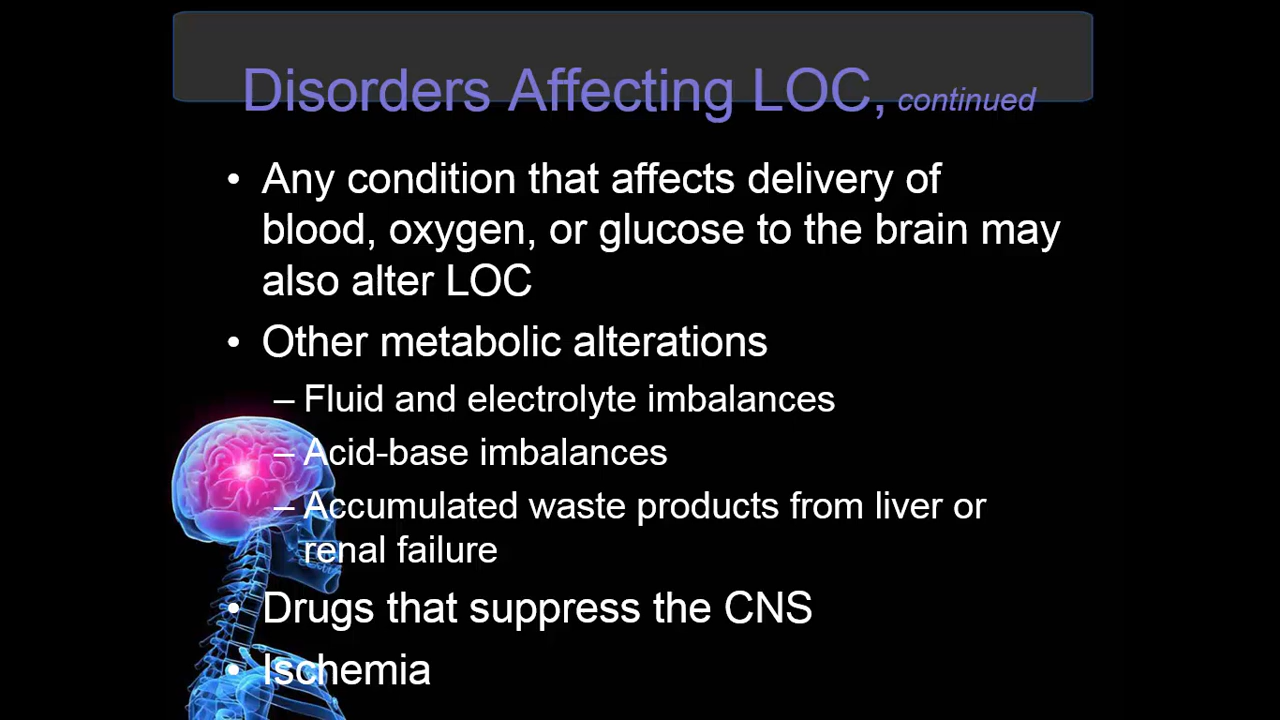 Disorders Affecting LOC, continued
• Any condition that affects delivery of
blood, oxygen, or glucose to the brain may
also alter LOC
• Other metabolic alterations
– Fluid and electrolyte imbalances
– Acid-base imbalances
– Accumulated waste products from liver or
renal failure
• Drugs that suppress the CNS
• Ischemia